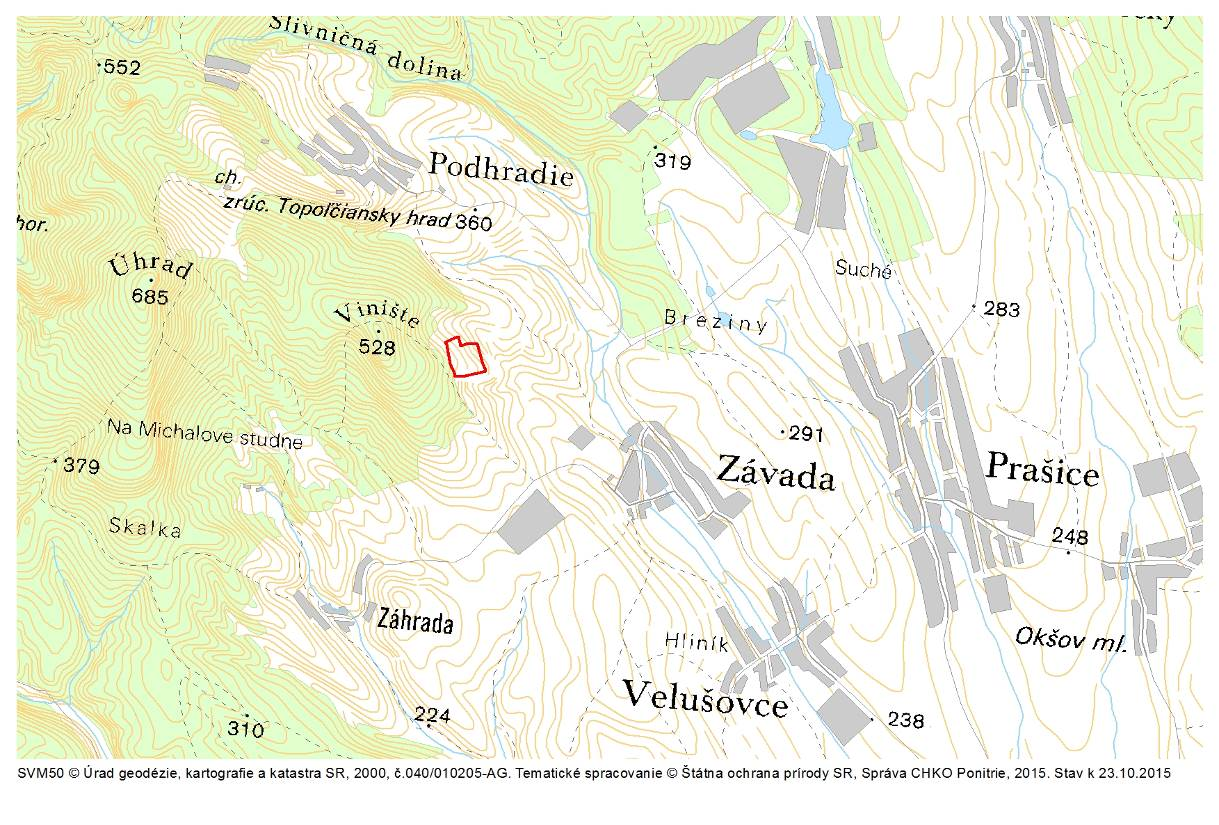 Slivničná dolina
552
Podhradie
319
ch.
zrúc. Topoľčiansky hrad 360
hor.
Suché
Úhrad
685
Vinište
528
Breziny
283
Na Michalove studne
379
291
Závada
Prašice
Skalka
248
Záhrada
Hliník
Okšov ml.
Velušovce
224
310
238
SVM50 © Úrad geodézie, kartografie a katastra SR, 2000, č.040/010205-AG. Tematické spracovanie © Štátna ochrana prírody SR, Správa CHKO Ponitrie, 2015. Stav k 23.10.2015